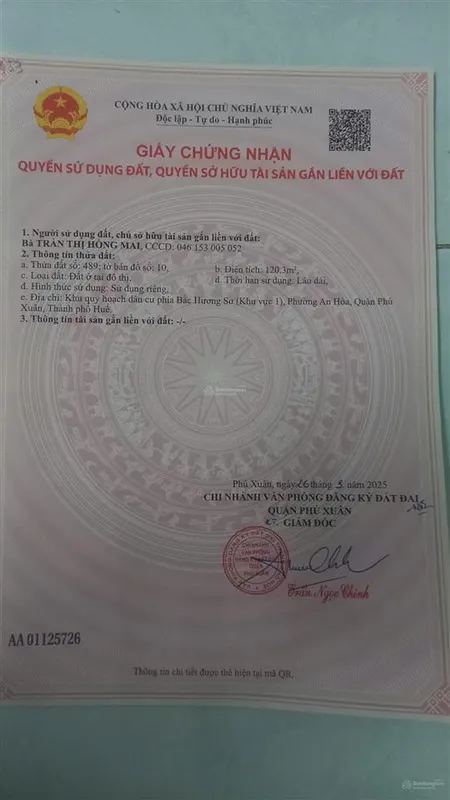 CỘNG HÒA XÃ HỘI CHỦ NGHĨA VIỆT NAM
Độc lập - Tự do - Hạnh phúc
GIẤY CHỨNG NHẬN
QUYỀN SỬ DỤNG ĐẤT, QUYỀN SỞ HỮU TÀI SẢN GẮN LIỀN VỚI ĐẤT
1. Người sử dụng đất, chủ sở hữu tài sản gắn liền với đất:
Bà TRẦN THỊ HỒNG MAI, CCCD: 046 153 005 052
2. Thông tin thửa đất:
a. Thửa đất số: 489; tờ bản đồ số: 10, b. Diện tích: 120,3m²,
c. Loại đất: Đất ở tại đô thị, d. Thời hạn sử dụng: Lâu dài,
đ. Hình thức sử dụng: Sử dụng riêng,
e. Địa chỉ: Khu quy hoạch dân cư phía Bắc Hương Sơ (Khu vực 1), Phường An Hòa, Quận Phú
Xuân, Thành phố Huế.
3. Thông tin tài sản gắn liền với đất: -/-
Phú Xuân, ngày 26 tháng 3 năm 2025
CHI NHÁNH VĂN PHÒNG ĐĂNG KÝ ĐẤT ĐAI
QUẬN PHÚ XUÂN
KT. GIÁM ĐỐC
Trần Ngọc Chính
AA 01125726
Thông tin chi tiết được thể hiện tại mã QR.